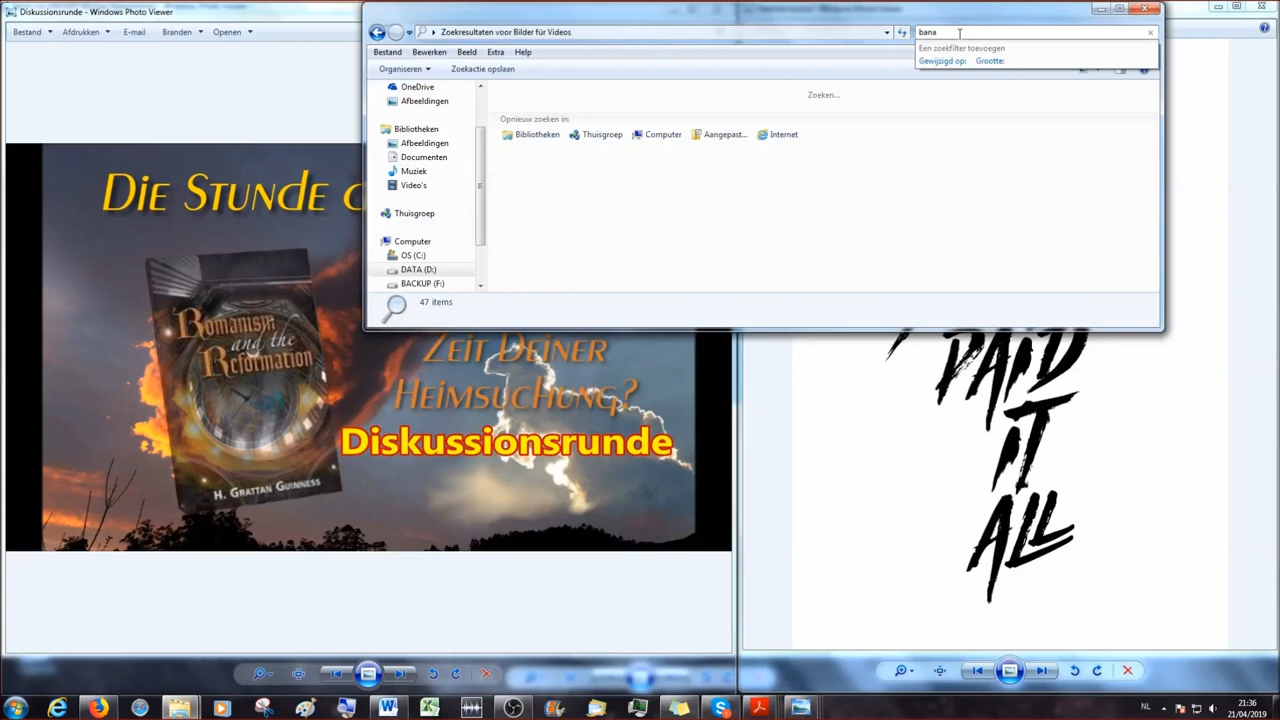 Diskussionsrunde - Windows Photo Viewer
Bestand Afdrukken E-mail Branden Openen
Zoekresultaten voor Bilder für Videos
bana
Een zoekfilter toevoegen
Gewijzigd op: Grootte:
Bestand Bewerken Beeld Extra Help
Organiseren Zoekactie opslaan
OneDrive
Afbeeldingen
Bibliotheken
Afbeeldingen
Documenten
Muziek
Video's
Thuisgroep
Computer
OS (C:)
DATA (D:)
BACKUP (F:)
Zoeken...
Opnieuw zoeken in:
Bibliotheken Thuisgroep Computer Aangepast... Internet
47 items
Die Stunde
Romanism
and the
Reformation
H. Grattan Guinness
Zeit Deiner
Heimsuchung?
Diskussionsrunde
PAID
IT
ALL
NL
21:36
21/04/2019